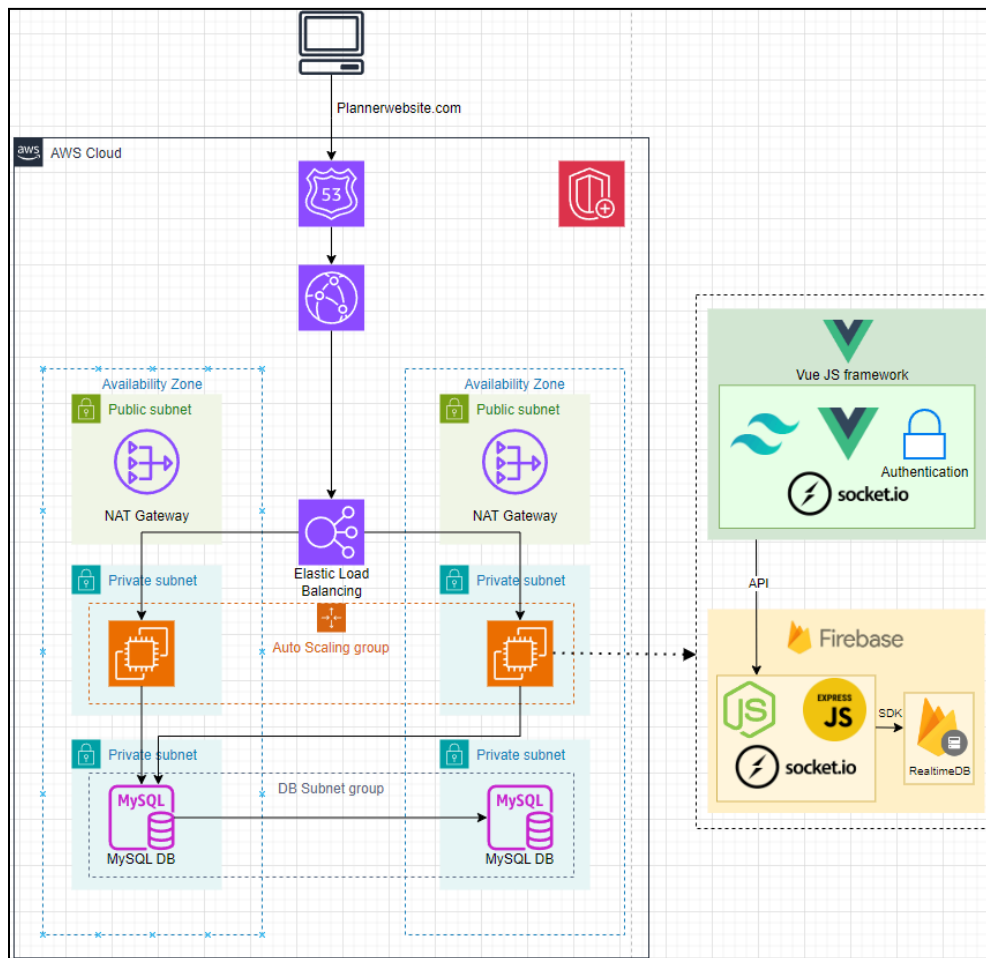 Plannerwebsite.com
aws
AWS Cloud
53
Availability Zone
Availability Zone
Public subnet
Public subnet
NAT Gateway
NAT Gateway
Elastic Load
Balancing
Private subnet
Private subnet
Auto Scaling group
Private subnet
Private subnet
DB Subnet group
MySQL
MySQL
MySQL DB
MySQL DB
Vue JS framework
Authentication
socket.io
API
Firebase
JS
EXPRESS
JS
SDK
socket.io
RealtimeDB